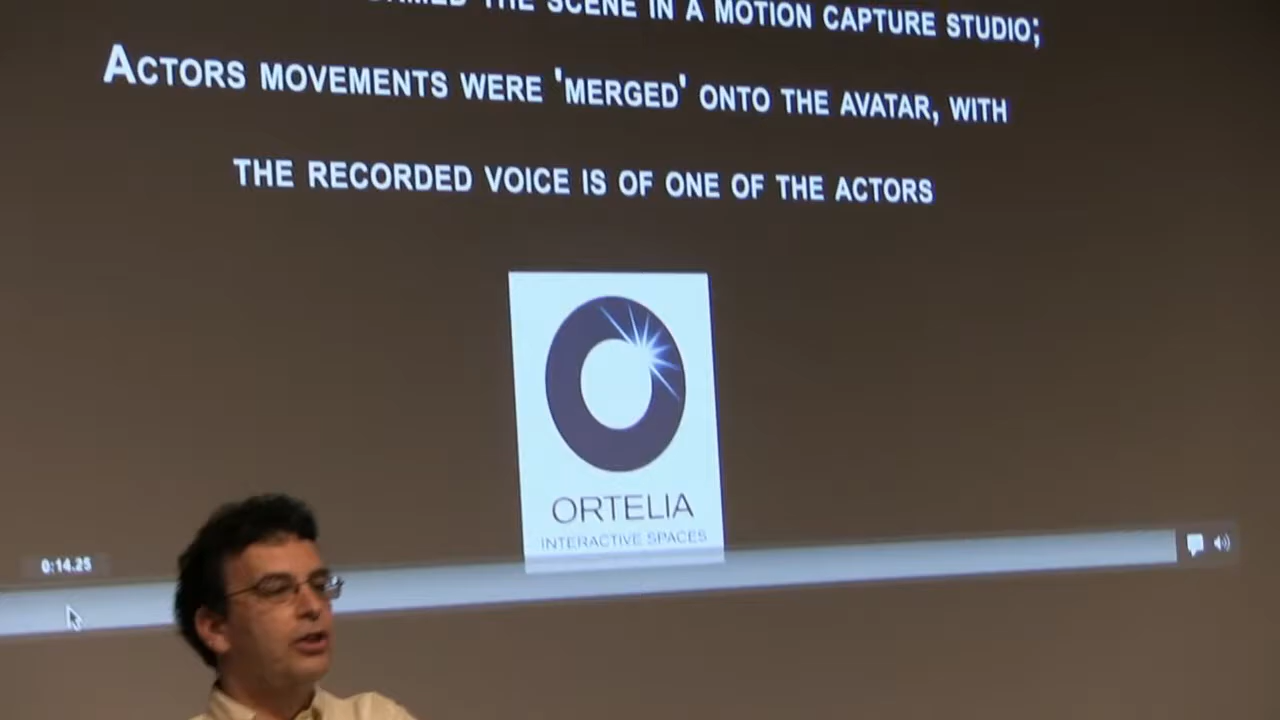 THE SCENE IN A MOTION CAPTURE STUDIO;
ACTORS MOVEMENTS WERE 'MERGED' ONTO THE AVATAR, WITH
THE RECORDED VOICE IS OF ONE OF THE ACTORS
ORTELIA
INTERACTIVE SPACES
0:14.25